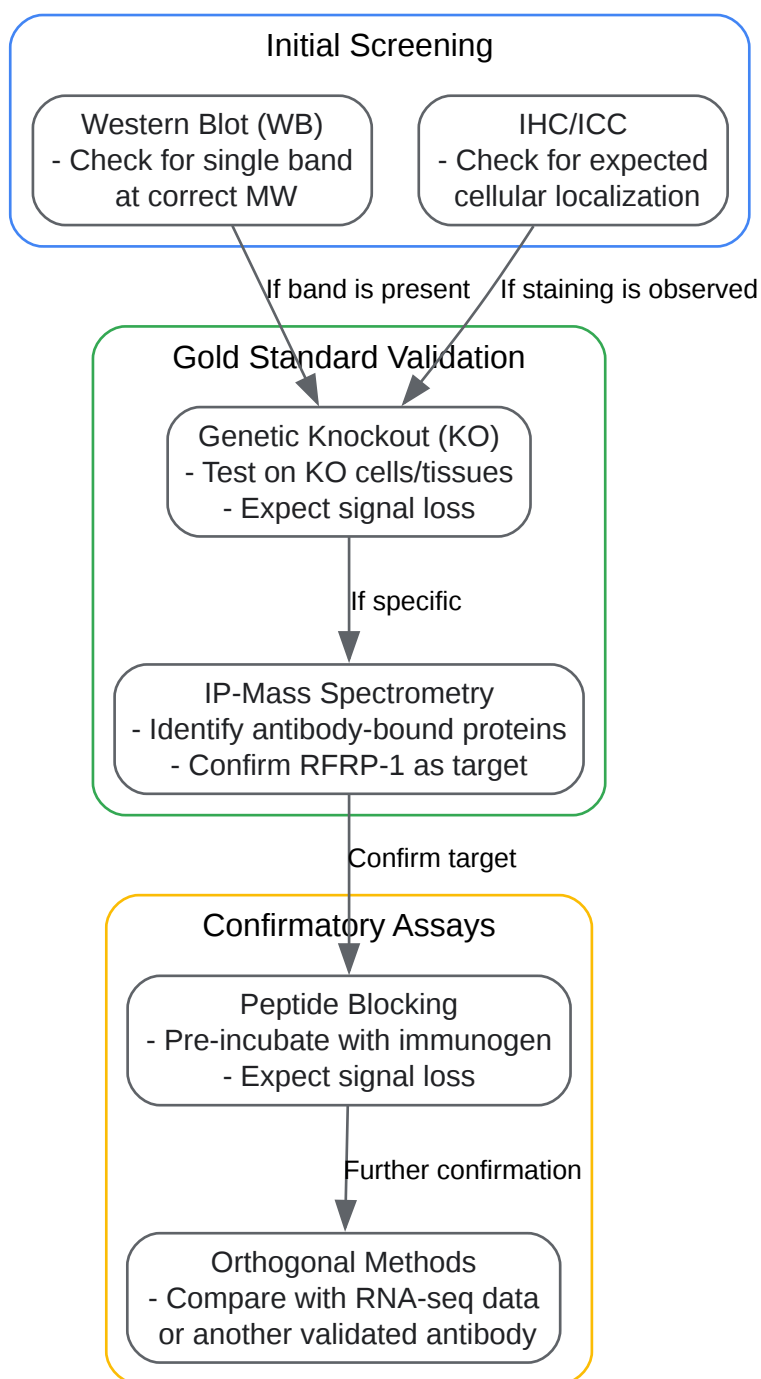 Initial Screening
Western Blot (WB)
- Check for single band
at correct MW
IHC/ICC
- Check for expected
cellular localization
If band is present
If staining is observed
Gold Standard Validation
Genetic Knockout (KO)
- Test on KO cells/tissues
- Expect signal loss
If specific
IP-Mass Spectrometry
- Identify antibody-bound proteins
- Confirm RFRP-1 as target
Confirm target
Confirmatory Assays
Peptide Blocking
- Pre-incubate with immunogen
- Expect signal loss
Further confirmation
Orthogonal Methods
- Compare with RNA-seq data
or another validated antibody